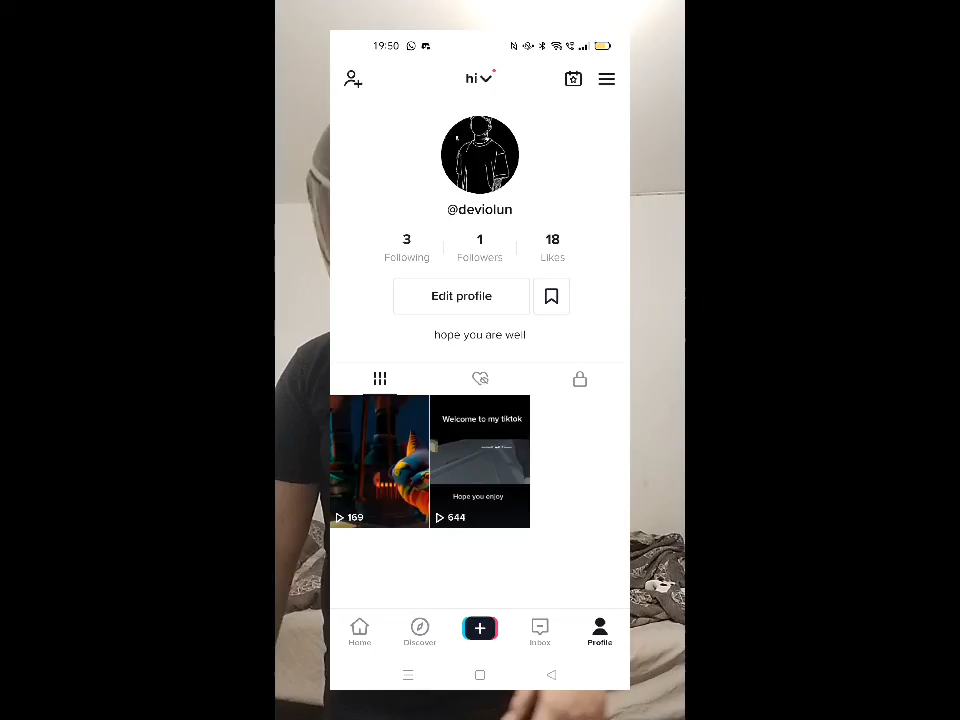 19:50
hi
@deviolun
3 1 18
Following Followers Likes
Edit profile
hope you are well
Welcome to my tiktok
Hope you enjoy
169 644
Home Discover Inbox Profile